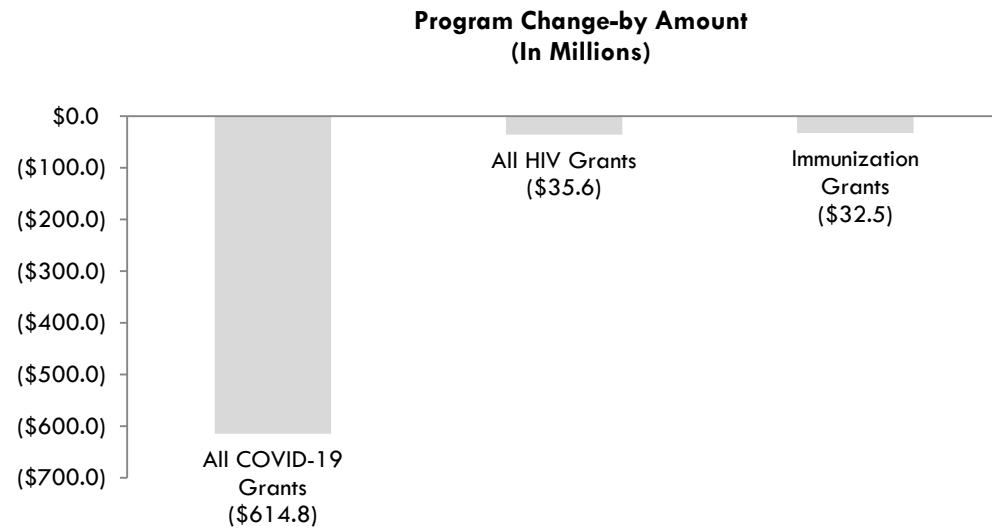 Program Change-by Amount
(In Millions)
$0.0
($100.0)
($200.0)
($300.0)
($400.0)
($500.0)
($600.0)
($700.0)
All COVID-19
Grants
($614.8)
All HIV Grants
($35.6)
Immunization
Grants
($32.5)